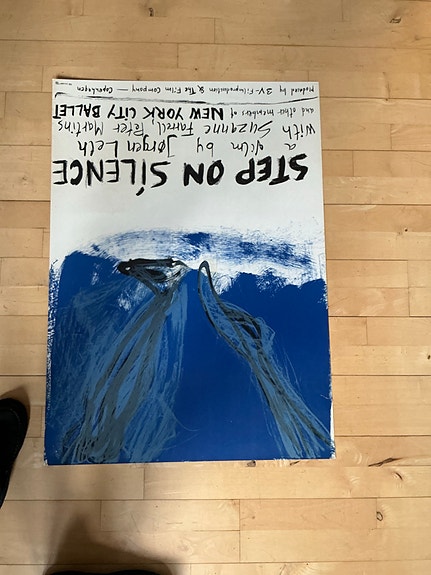 STEP ON SiLENCE
a film by Jørgen Leth
with Suzanne Farrell, Peter Martins
and other members of NEW YORK CITY BALLET
produced by 2V-Filmproduction & The Film Company — Copenhagen